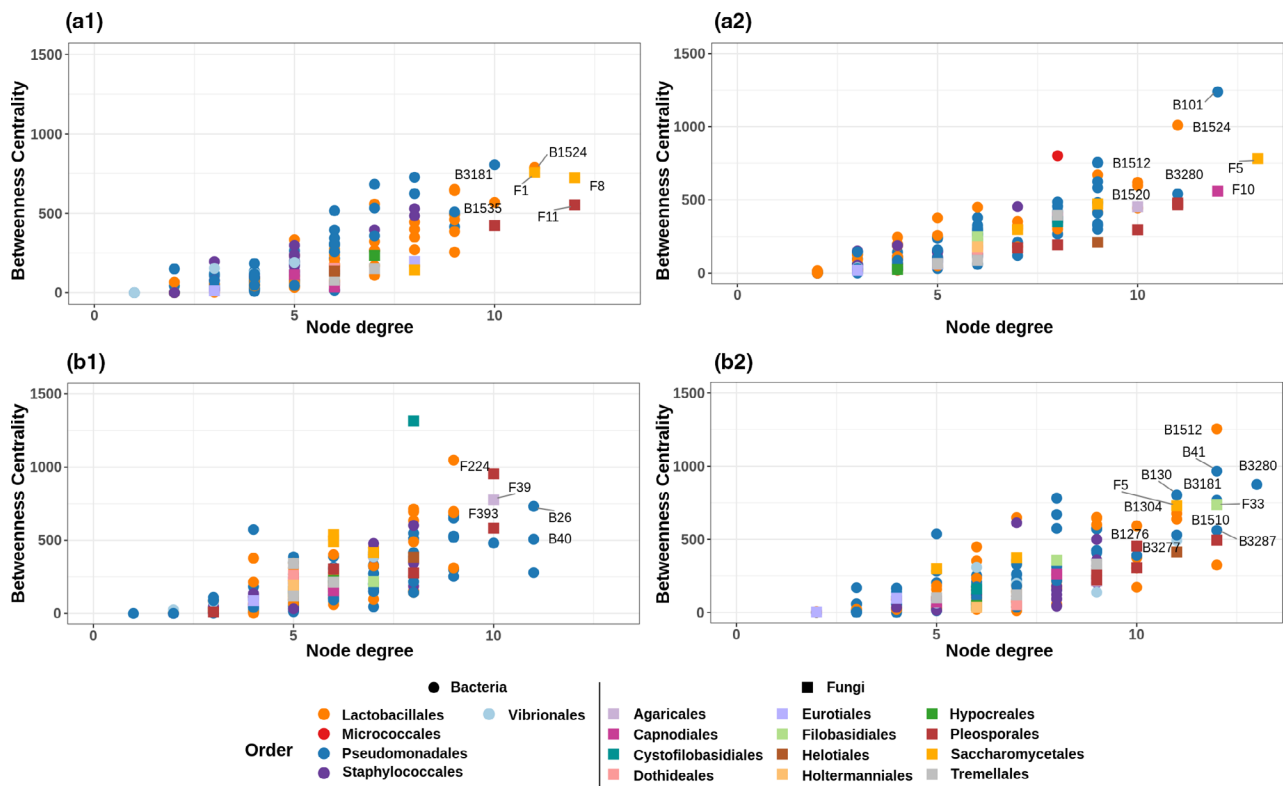 (a1)
1500
1000
500
0
0
5
10
Betweenness Centrality
Node degree
B3181
B1524
F1
F8
B1535
F11
(a2)
1500
1000
500
0
0
5
10
Betweenness Centrality
Node degree
B101
B1524
B1512
F5
B3280
B1520
F10
(b1)
1500
1000
500
0
0
5
10
Betweenness Centrality
Node degree
F224
F39
F393
B26
B40
(b2)
1500
1000
500
0
0
5
10
Betweenness Centrality
Node degree
B1512
B41
B130
B3280
F5
B3181
B1304
F33
B1510
B1276
B3277
B3287
Bacteria
Fungi
Order
Lactobacillales
Vibrionales
Micrococcales
Pseudomonadales
Staphylococcales
Agaricales
Eurotiales
Hypocreales
Capnodiales
Filobasidiales
Pleosporales
Cystofilobasidiales
Helotiales
Saccharomycetales
Dothideales
Holtermanniales
Tremellales